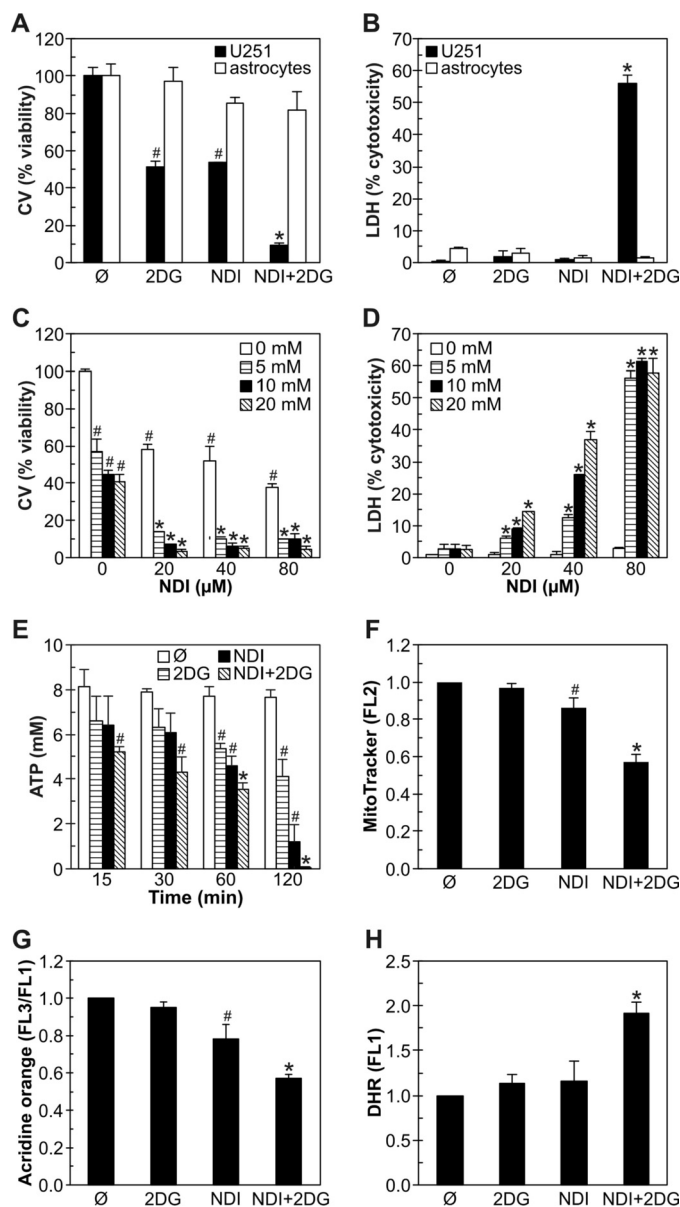 A
CV (% viability)
120
100
80
60
40
20
0
U251
astrocytes
# # *
Ø 2DG NDI NDI+2DG
B
LDH (% cytotoxicity)
70
60
50
40
30
20
10
0
U251
astrocytes
*
Ø 2DG NDI NDI+2DG
C
CV (% viability)
120
100
80
60
40
20
0
0 mM
5 mM
10 mM
20 mM
# # # # * * * # * * * # * * *
0 20 40 80
NDI (µM)
D
LDH (% cytotoxicity)
70
60
50
40
30
20
10
0
0 mM
5 mM
10 mM
20 mM
* * * * * * * * *
0 20 40 80
NDI (µM)
E
ATP (mM)
10
8
6
4
2
0
Ø NDI
2DG NDI+2DG
# # # # * # # *
15 30 60 120
Time (min)
F
MitoTracker (FL2)
1.2
1.0
0.8
0.6
0.4
0.2
0.0
# *
Ø 2DG NDI NDI+2DG
G
Acridine orange (FL3/FL1)
1.2
1.0
0.8
0.6
0.4
0.2
0.0
# *
Ø 2DG NDI NDI+2DG
H
DHR (FL1)
2.5
2.0
1.5
1.0
0.5
0.0
*
Ø 2DG NDI NDI+2DG